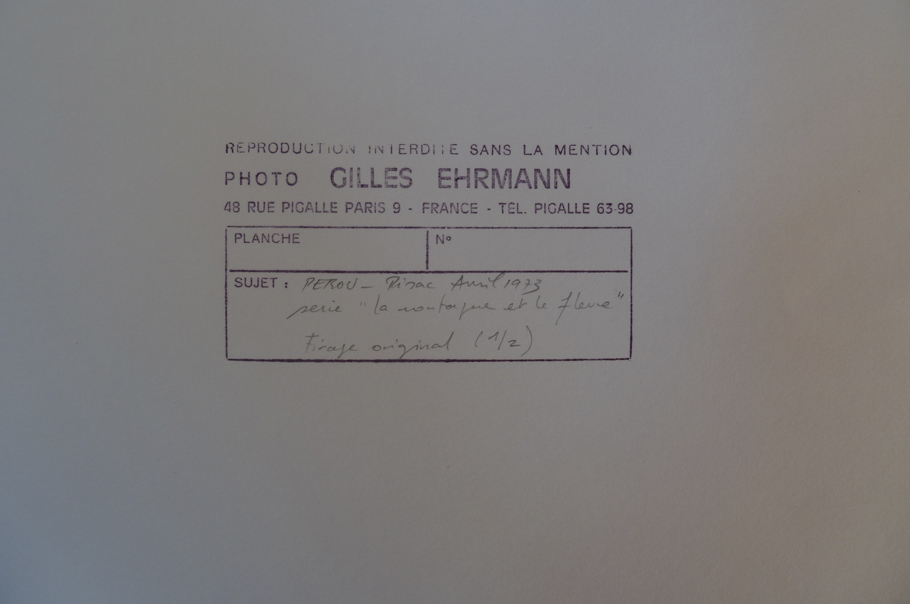 REPRODUCTION INTERDITE SANS LA MENTION
PHOTO GILLES EHRMANN
48 RUE PIGALLE PARIS 9 - FRANCE - TÉL. PIGALLE 63-98
PLANCHE N°
SUJET : PEROU - Pisac Avril 1973
serie "la montagne et le fleuve"
Tirage original (1/2)